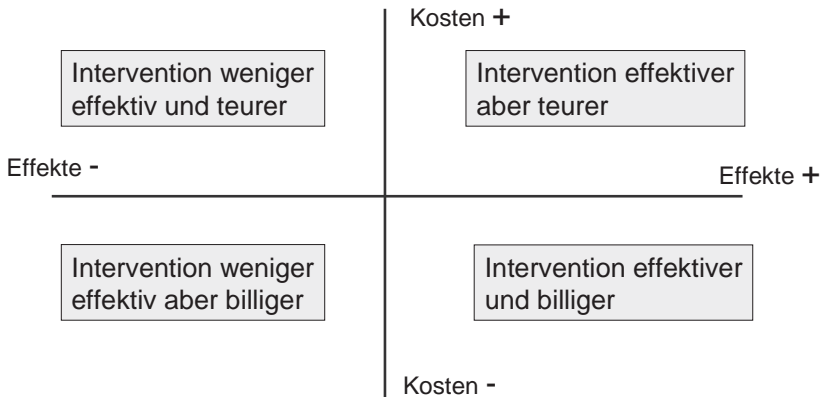 Kosten +
Intervention weniger
effektiv und teurer
Intervention effektiver
aber teurer
Effekte -
Effekte +
Intervention weniger
effektiv aber billiger
Intervention effektiver
und billiger
Kosten -